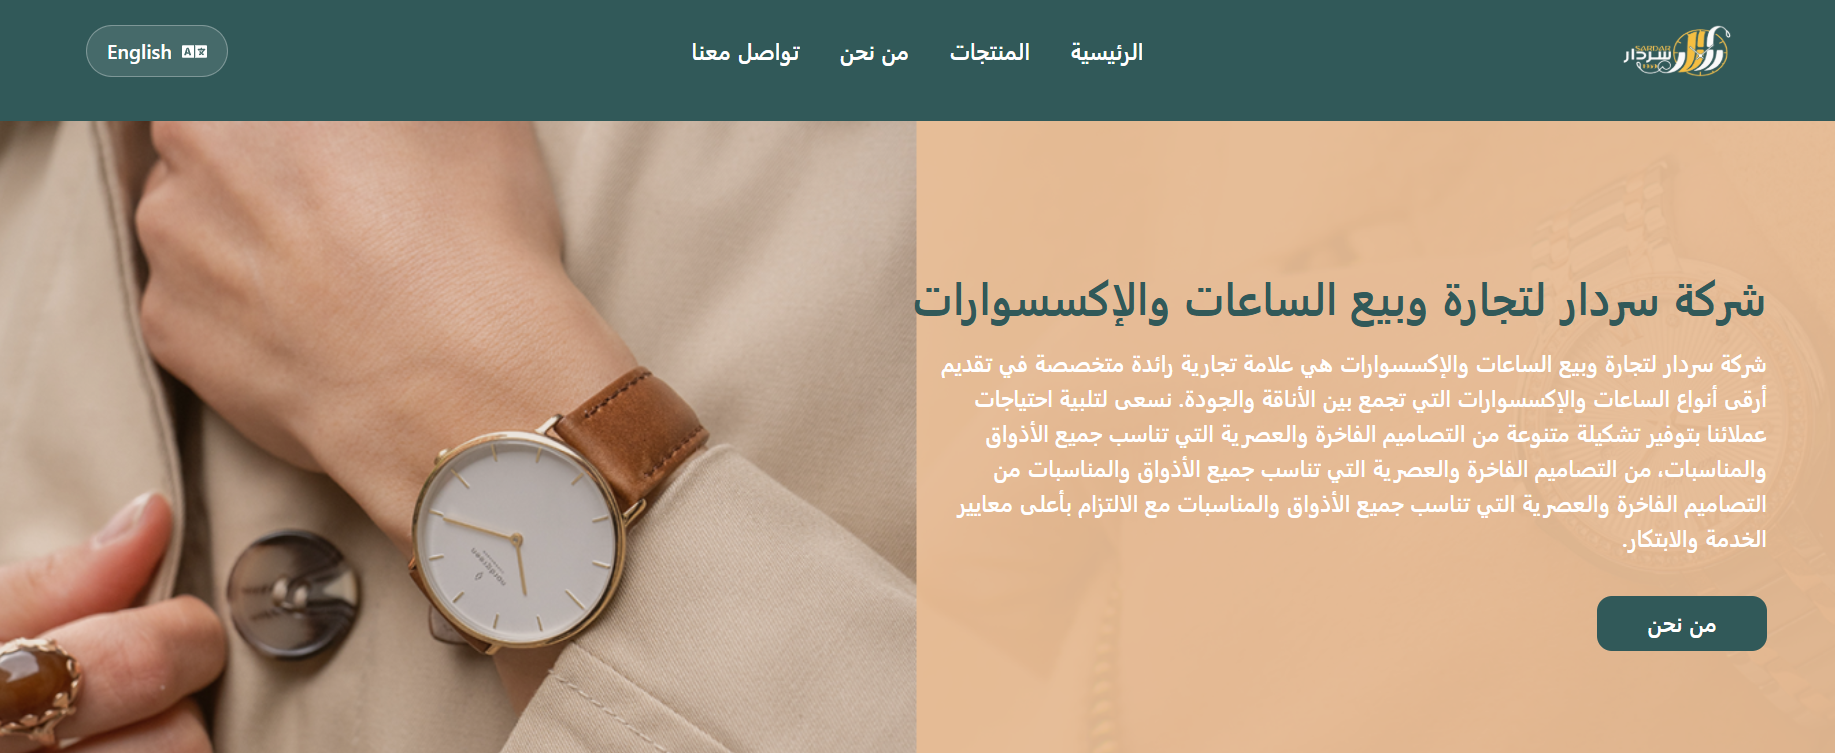 SARDAR
سردار
الرئيسية
المنتجات
من نحن
تواصل معنا
English
شركة سردار لتجارة وبيع الساعات والإكسسوارات
شركة سردار لتجارة وبيع الساعات والإكسسوارات هي علامة تجارية رائدة متخصصة في تقديم
أرقى أنواع الساعات والإكسسوارات التي تجمع بين الأناقة والجودة. نسعى لتلبية احتياجات
عملائنا بتوفير تشكيلة متنوعة من التصاميم الفاخرة والعصرية التي تناسب جميع الأذواق
والمناسبات، من التصاميم الفاخرة والعصرية التي تناسب جميع الأذواق والمناسبات من
التصاميم الفاخرة والعصرية التي تناسب جميع الأذواق والمناسبات مع الالتزام بأعلى معايير
الخدمة والابتكار.
من نحن
nordgreen